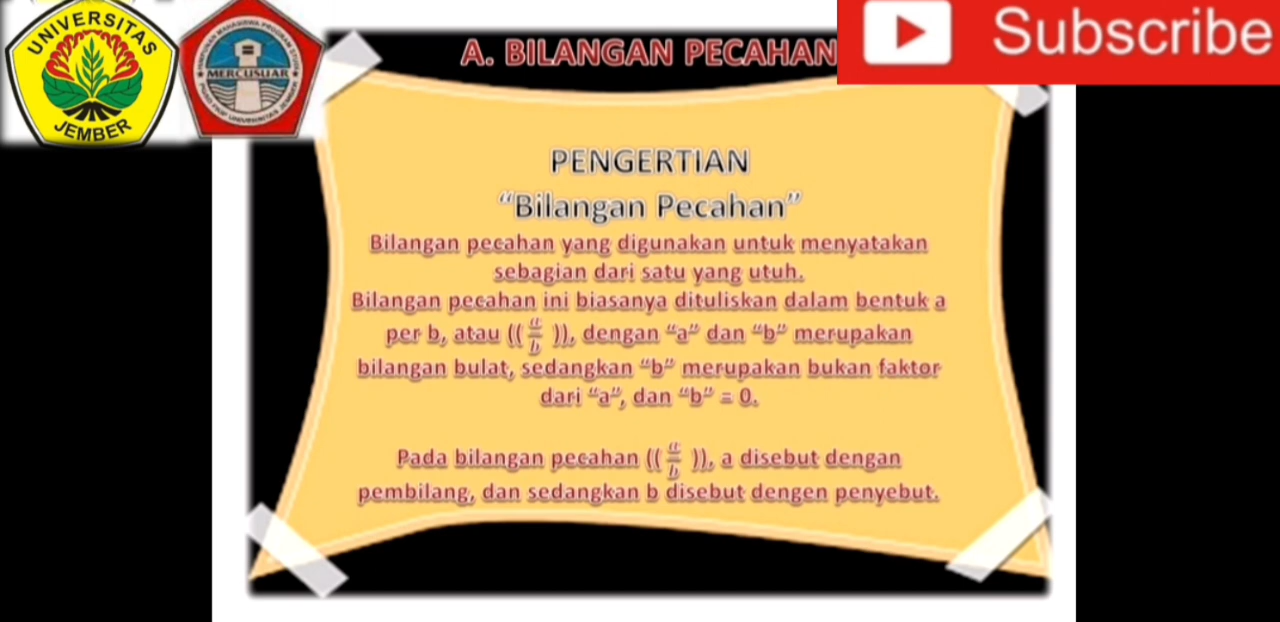 UNIVERSITAS
JEMBER
MERCUSUAR
A. BILANGAN PECAHAN
Subscribe
PENGERTIAN
“Bilangan Pecahan”
Bilangan pecahan yang digunakan untuk menyatakan
sebagian dari satu yang utuh.
Bilangan pecahan ini biasanya dituliskan dalam bentuk a
per b, atau ((a/b)), dengan “a” dan “b” merupakan
bilangan bulat, sedangkan “b” merupakan bukan faktor
dari “a”, dan “b” = 0.
Pada bilangan pecahan ((a/b)), a disebut dengan
pembilang, dan sedangkan b disebut dengen penyebut.